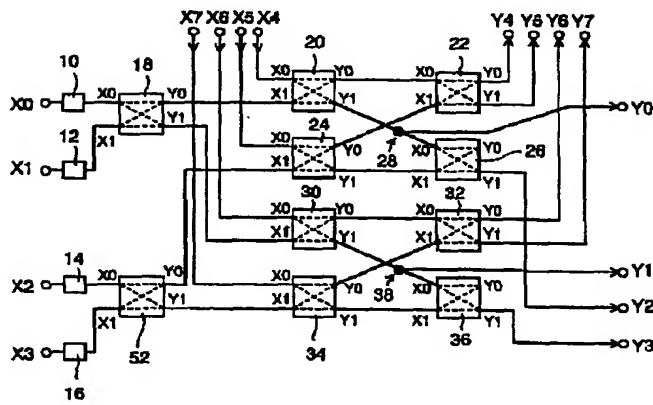 X7 X6 X5 X4 Y4 Y5 Y6 Y7
10 18 20 22
X0 X0 Y0 X0 Y0 X0 Y0
X1 Y1 X1 Y1
12 X1 24 Y0
X1 X0 Y0 28 X0 Y0 26
X1 Y1 X1 Y1
30 32
X0 Y0 X0 Y0
X1 Y1 X1 Y1
14 Y1
X2 X0 Y0 X0 Y0 38 X0 Y0
X1 Y1 X1 Y1 X1 Y1 Y2
X3 52 34 36 Y3
16